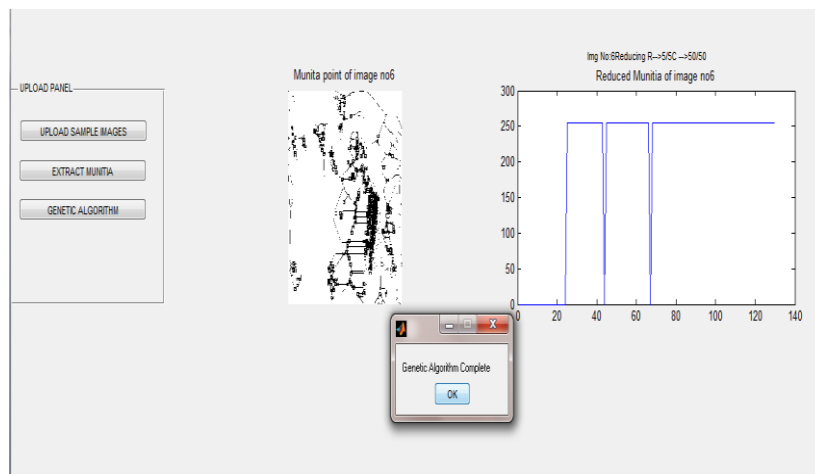 UPLOAD PANEL
UPLOAD SAMPLE IMAGES
EXTRACT MUNITIA
GENETIC ALGORITHM
Munita point of image no6
Img No:6Reducing R-->5/5C -->50/50
Reduced Munitia of image no6
300
250
200
150
100
50
0
0 20 40 60 80 100 120 140
Genetic Algorithm Complete
OK